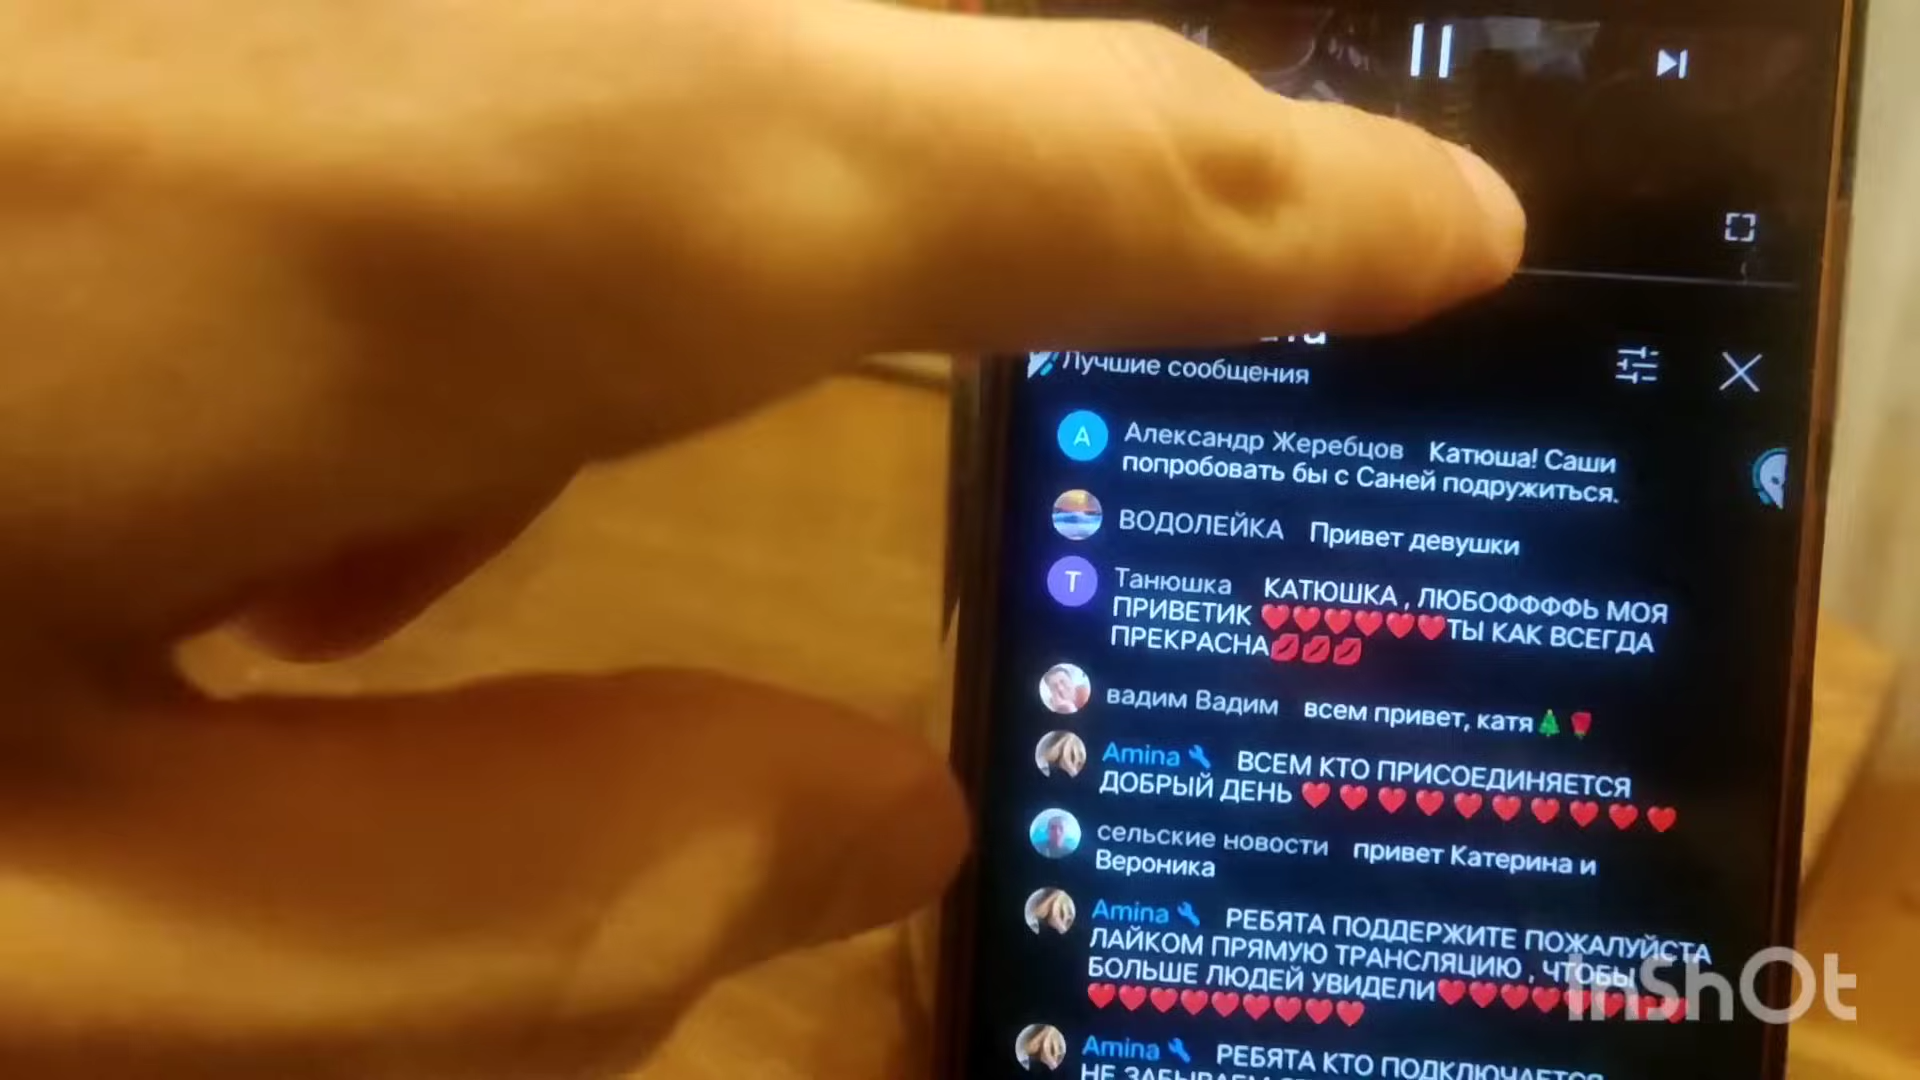 Лучшие сообщения
А Александр Жеребцов Катюша! Саши
попробовать бы с Саней подружиться.
ВОДОЛЕЙКА Привет девушки
Т Танюшка КАТЮШКА , ЛЮБОФФФФЬ МОЯ
ПРИВЕТИК ❤️❤️❤️❤️❤️❤️ТЫ КАК ВСЕГДА
ПРЕКРАСНА💋💋💋
вадим Вадим всем привет, катя🌲🌹
Amina ВСЕМ КТО ПРИСОЕДИНЯЕТСЯ
ДОБРЫЙ ДЕНЬ ❤️ ❤️ ❤️ ❤️ ❤️ ❤️ ❤️ ❤️ ❤️ ❤️
сельские новости привет Катерина и
Вероника
Amina РЕБЯТА ПОДДЕРЖИТЕ ПОЖАЛУЙСТА
ЛАЙКОМ ПРЯМУЮ ТРАНСЛЯЦИЮ , ЧТОБЫ
БОЛЬШЕ ЛЮДЕЙ УВИДЕЛИ❤️❤️❤️❤️❤️❤️❤️❤️
❤️❤️❤️❤️❤️❤️❤️❤️❤️
Amina РЕБЯТА КТО ПОДКЛЮЧАЕТСЯ
НЕ
InShOt